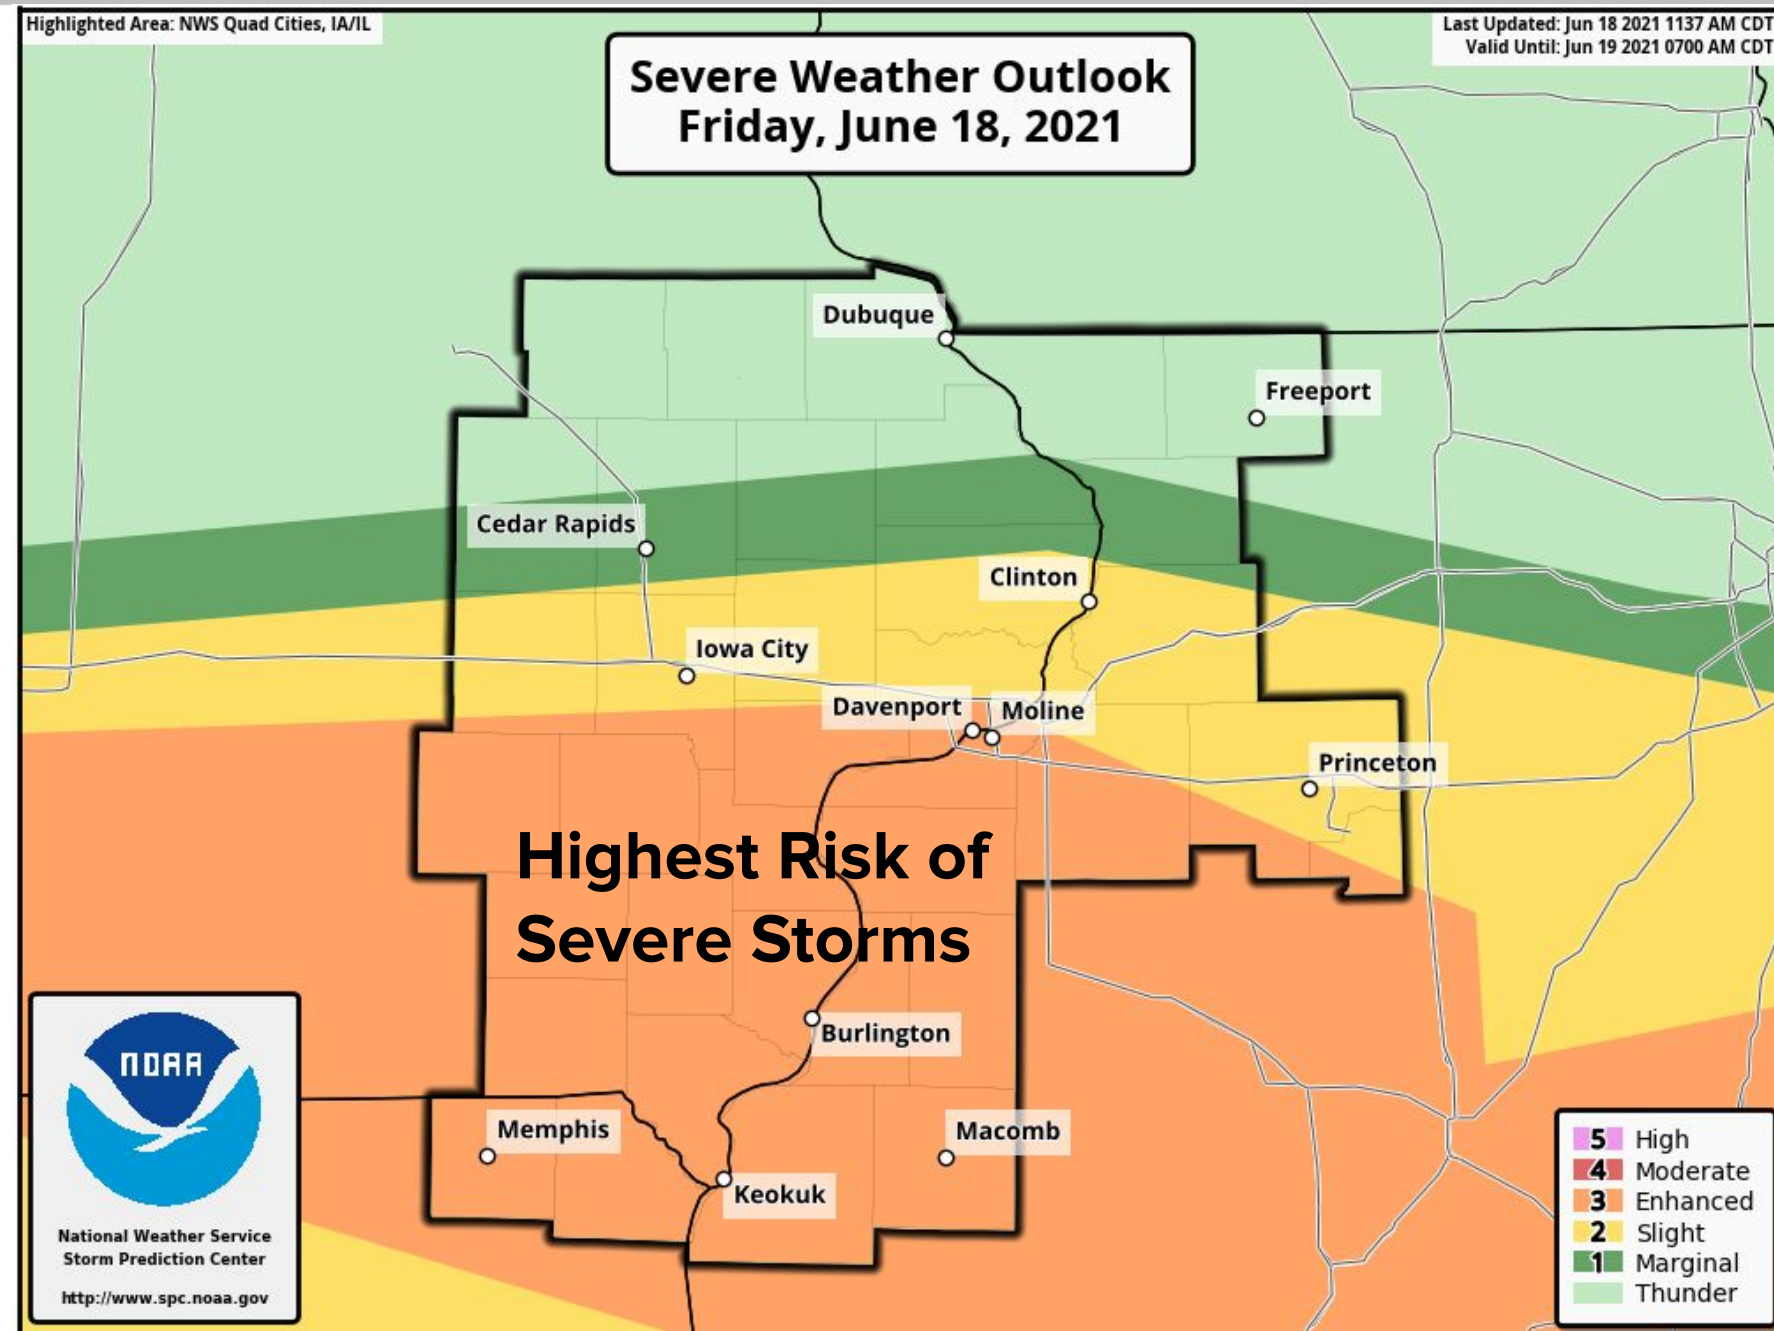 Highlighted Area: NWS Quad Cities, IA/IL
Last Updated: Jun 18 2021 1137 AM CDT
Valid Until: Jun 19 2021 0700 AM CDT
Severe Weather Outlook
Friday, June 18, 2021
Dubuque
Freeport
Cedar Rapids
Clinton
Iowa City
Davenport
Moline
Princeton
Highest Risk of
Severe Storms
Burlington
Memphis
Macomb
Keokuk
NOAA
National Weather Service
Storm Prediction Center
http://www.spc.noaa.gov
5 High
4 Moderate
3 Enhanced
2 Slight
1 Marginal
Thunder